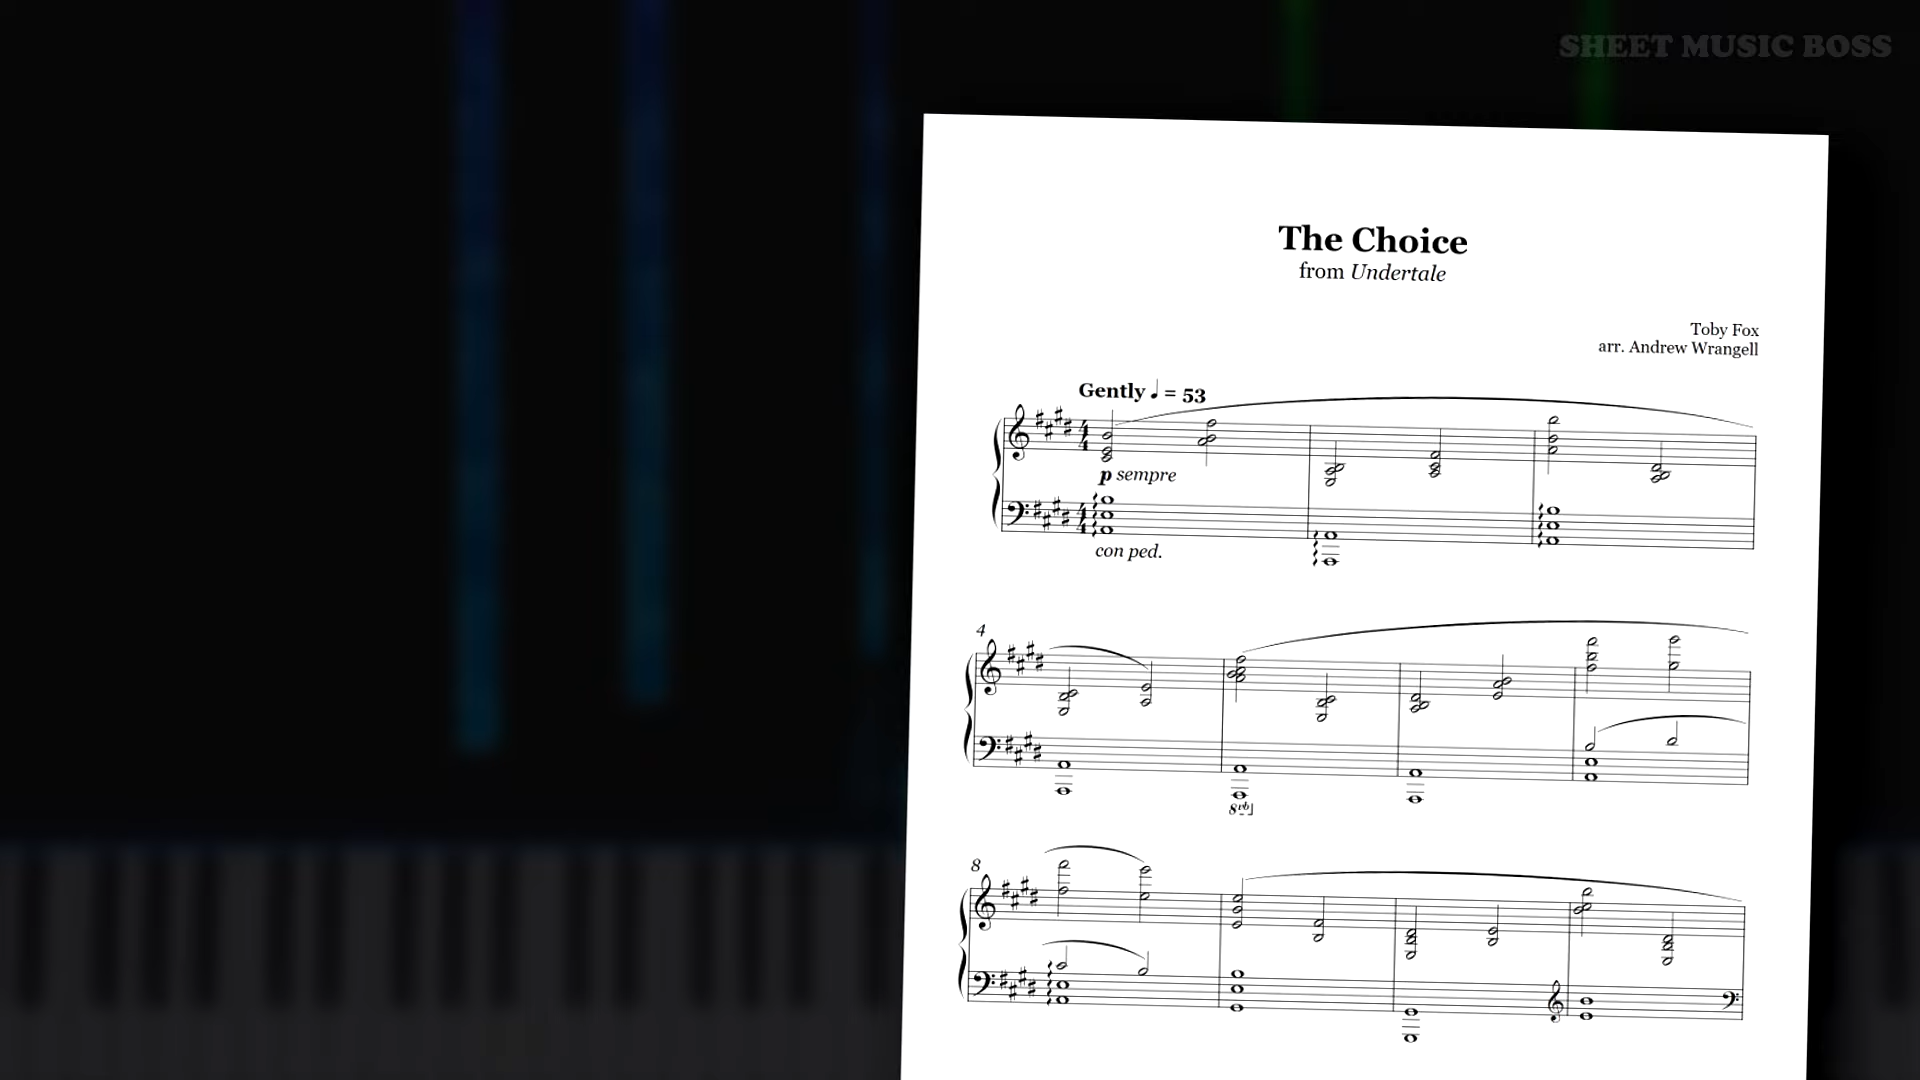 SHEET MUSIC BOSS
The Choice
from Undertale
Toby Fox
arr. Andrew Wrangell
Gently ♩ = 53
p sempre
con ped.
4
8vb
8